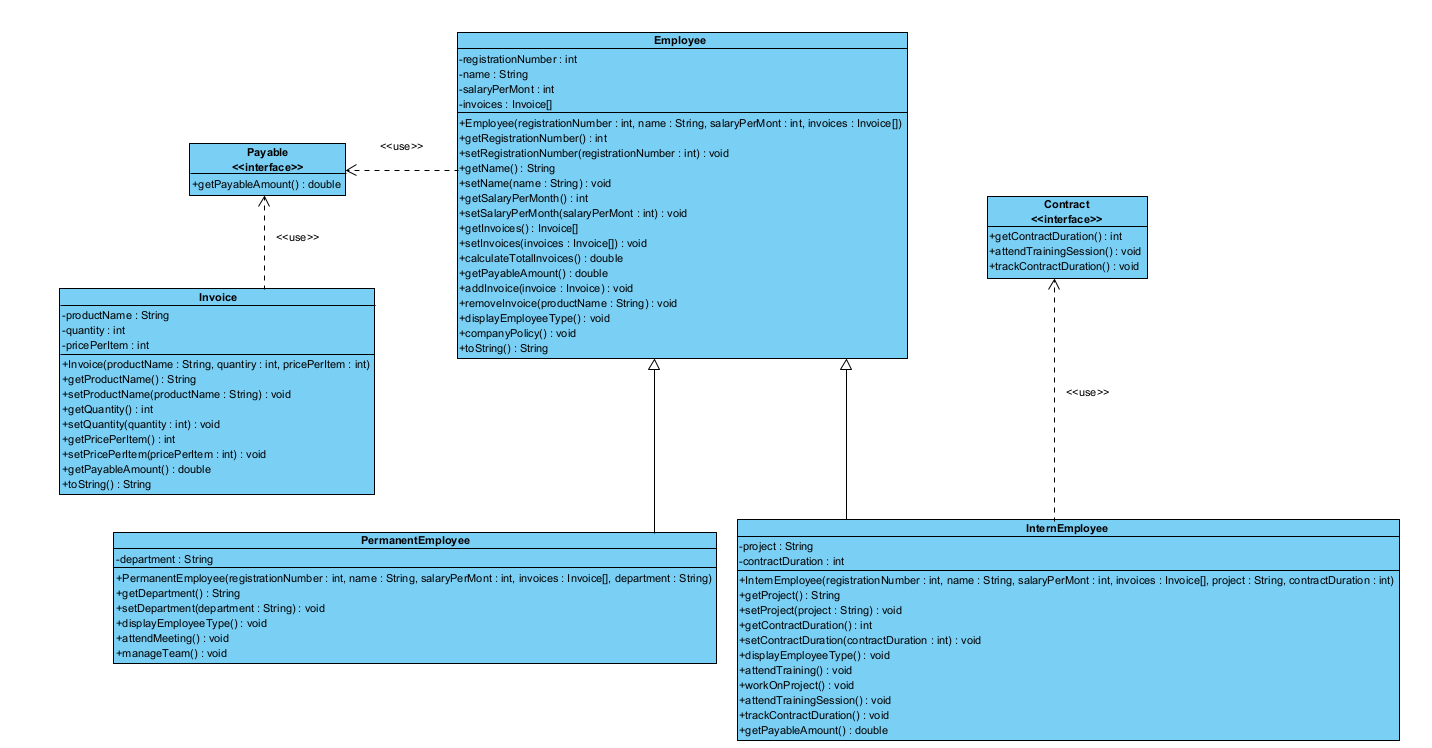 Employee
-registrationNumber : int
-name : String
-salaryPerMont : int
-invoices : Invoice[]
+Employee(registrationNumber : int, name : String, salaryPerMont : int, invoices : Invoice[])
+getRegistrationNumber() : int
+setRegistrationNumber(registrationNumber : int) : void
+getName() : String
+setName(name : String) : void
+getSalaryPerMonth() : int
+setSalaryPerMonth(salaryPerMont : int) : void
+getInvoices() : Invoice[]
+setInvoices(invoices : Invoice[]) : void
+calculateTotalInvoices() : double
+getPayableAmount() : double
+addInvoice(invoice : Invoice) : void
+removeInvoice(productName : String) : void
+displayEmployeeType() : void
+companyPolicy() : void
+toString() : String
<<use>>
Payable
<<interface>>
+getPayableAmount() : double
<<use>>
Contract
<<interface>>
+getContractDuration() : int
+attendTrainingSession() : void
+trackContractDuration() : void
<<use>>
Invoice
-productName : String
-quantity : int
-pricePerItem : int
+Invoice(productName : String, quantiry : int, pricePerItem : int)
+getProductName() : String
+setProductName(productName : String) : void
+getQuantity() : int
+setQuantity(quantity : int) : void
+getPricePerItem() : int
+setPricePerItem(pricePerItem : int) : void
+getPayableAmount() : double
+toString() : String
PermanentEmployee
-department : String
+PermanentEmployee(registrationNumber : int, name : String, salaryPerMont : int, invoices : Invoice[], department : String)
+getDepartment() : String
+setDepartment(department : String) : void
+displayEmployeeType() : void
+attendMeeting() : void
+manageTeam() : void
InternEmployee
-project : String
-contractDuration : int
+InternEmployee(registrationNumber : int, name : String, salaryPerMont : int, invoices : Invoice[], project : String, contractDuration : int)
+getProject() : String
+setProject(project : String) : void
+getContractDuration() : int
+setContractDuration(contractDuration : int) : void
+displayEmployeeType() : void
+attendTraining() : void
+workOnProject() : void
+attendTrainingSession() : void
+trackContractDuration() : void
+getPayableAmount() : double